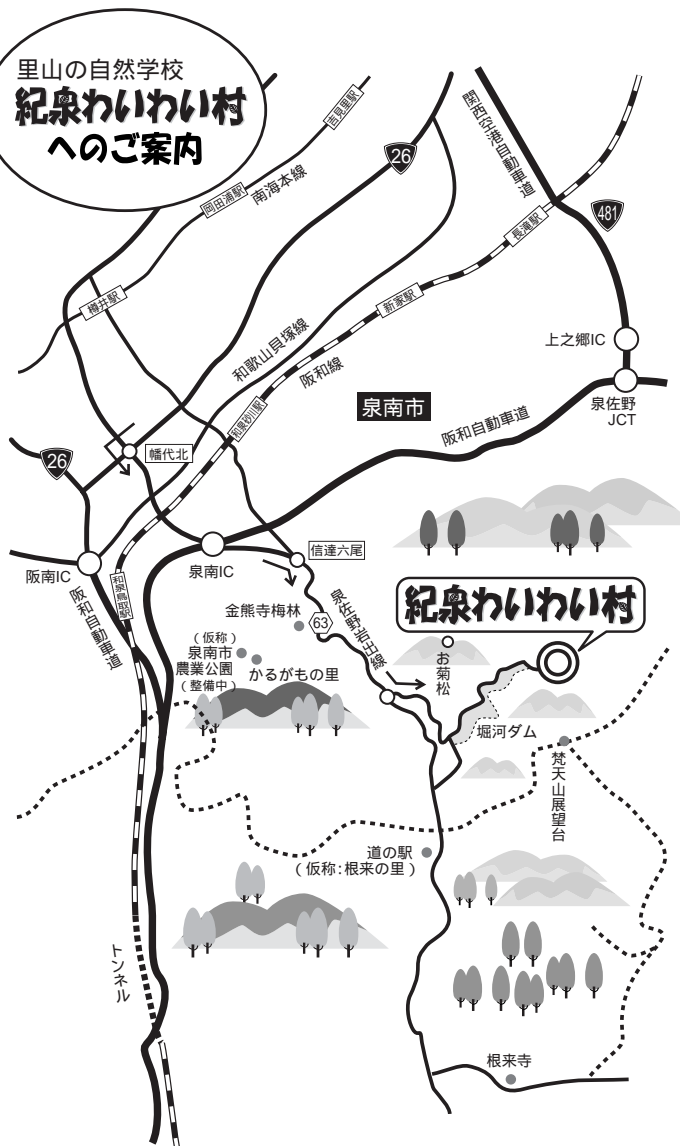 里山の自然学校
紀泉わいわい村
へのご案内
吉見里駅
南海本線
岡田浦駅
樽井駅
26
関西空港自動車道
481
長滝駅
新家駅
和歌山貝塚線
阪和線
和泉砂川駅
上之郷IC
泉佐野
JCT
泉南市
阪和自動車道
幡代北
26
阪南IC
泉南IC
信達六尾
和泉鳥取駅
阪和自動車道
金熊寺梅林
63
泉佐野岩出線
紀泉わいわい村
(仮称)
泉南市
農業公園
(整備中)
かるがもの里
お菊松
堀河ダム
梵天山展望台
道の駅
(仮称:根来の里)
トンネル
根来寺